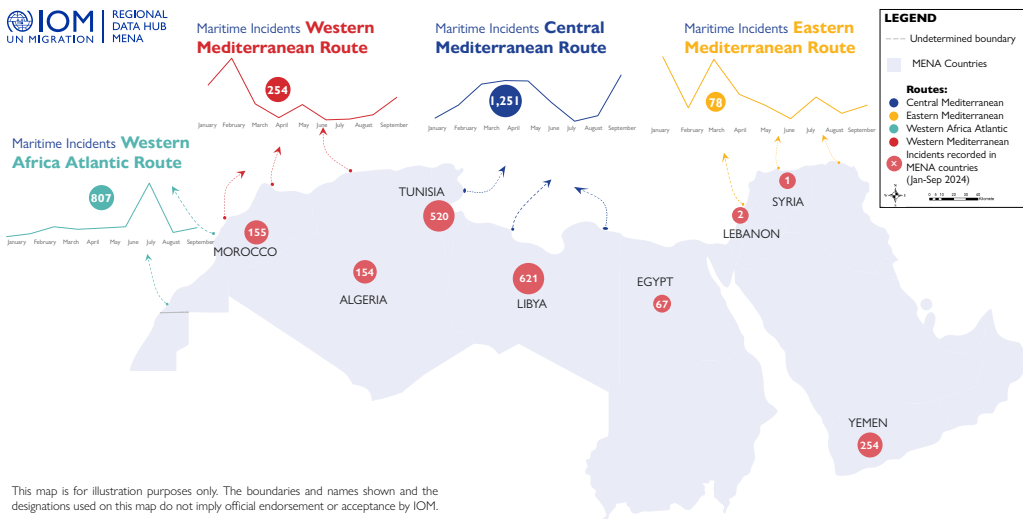 IOM
UN MIGRATION
REGIONAL
DATA HUB
MENA
Maritime Incidents Western
Mediterranean Route
254
January February March April May June July August September
Maritime Incidents Central
Mediterranean Route
1,251
January February March April May June July August September
Maritime Incidents Eastern
Mediterranean Route
78
January February March April May June July August September
LEGEND
Undetermined boundary
MENA Countries
Routes:
Central Mediterranean
Eastern Mediterranean
Western Africa Atlantic
Western Mediterranean
Incidents recorded in
MENA countries
(Jan-Sep 2024)
N
W E
S
0 5 10 20 30 40
Kilometers
Maritime Incidents Western
Africa Atlantic Route
807
January February March April May June July August September
TUNISIA
520
1
SYRIA
2
LEBANON
155
MOROCCO
154
ALGERIA
621
LIBYA
EGYPT
67
YEMEN
254
This map is for illustration purposes only. The boundaries and names shown and the
designations used on this map do not imply official endorsement or acceptance by IOM.